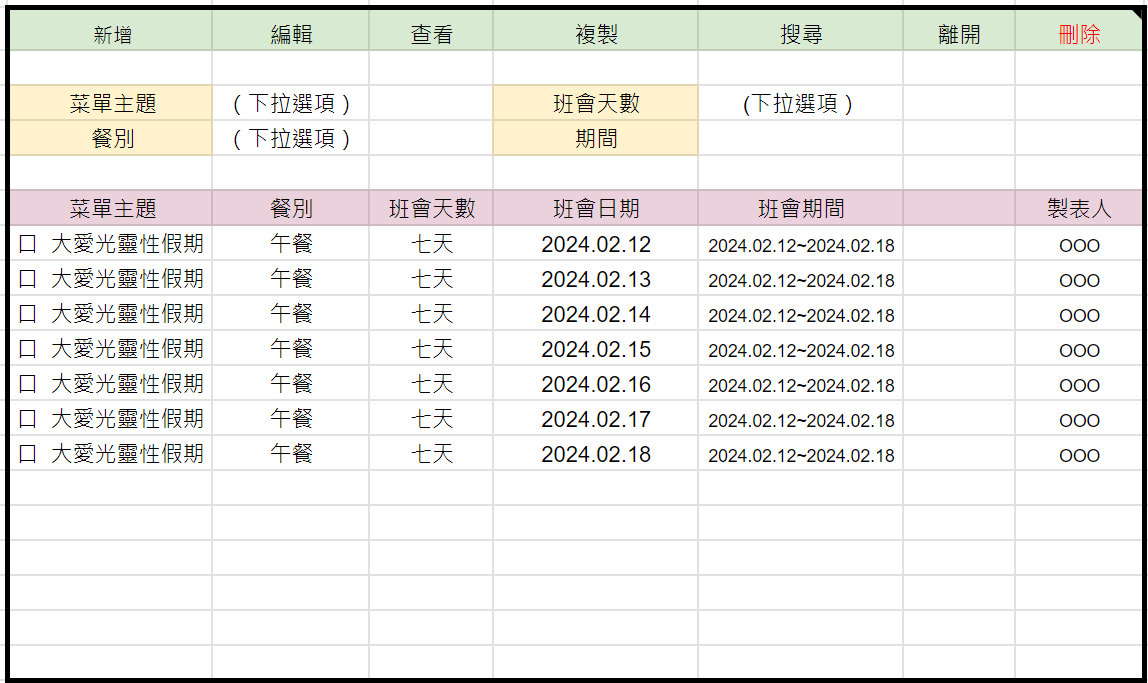 新增 編輯 查看 複製 搜尋 離開 刪除
菜單主題 (下拉選項) 班會天數 (下拉選項)
餐別 (下拉選項) 期間
菜單主題 餐別 班會天數 班會日期 班會期間 製表人
口 大愛光靈性假期 午餐 七天 2024.02.12 2024.02.12~2024.02.18 OOO
口 大愛光靈性假期 午餐 七天 2024.02.13 2024.02.12~2024.02.18 OOO
口 大愛光靈性假期 午餐 七天 2024.02.14 2024.02.12~2024.02.18 OOO
口 大愛光靈性假期 午餐 七天 2024.02.15 2024.02.12~2024.02.18 OOO
口 大愛光靈性假期 午餐 七天 2024.02.16 2024.02.12~2024.02.18 OOO
口 大愛光靈性假期 午餐 七天 2024.02.17 2024.02.12~2024.02.18 OOO
口 大愛光靈性假期 午餐 七天 2024.02.18 2024.02.12~2024.02.18 OOO